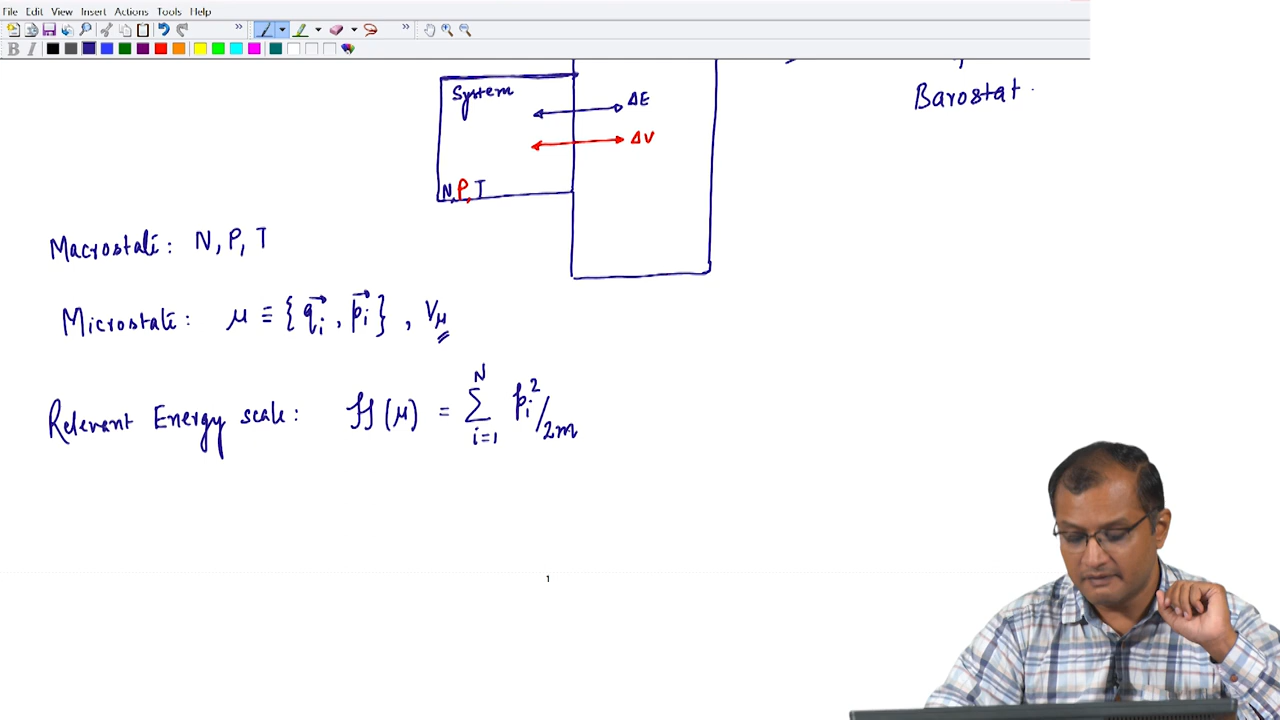 File Edit View Insert Actions Tools Help
» »
B I
System
ΔE
Barostat
ΔV
N, P, T
Macrostate: N, P, T
Microstate: μ ≡ {q⃗ᵢ, p⃗ᵢ}, V_μ
Relevant Energy scale: ℋ(μ) = ∑_{i=1}^{N} pᵢ²/2m
1